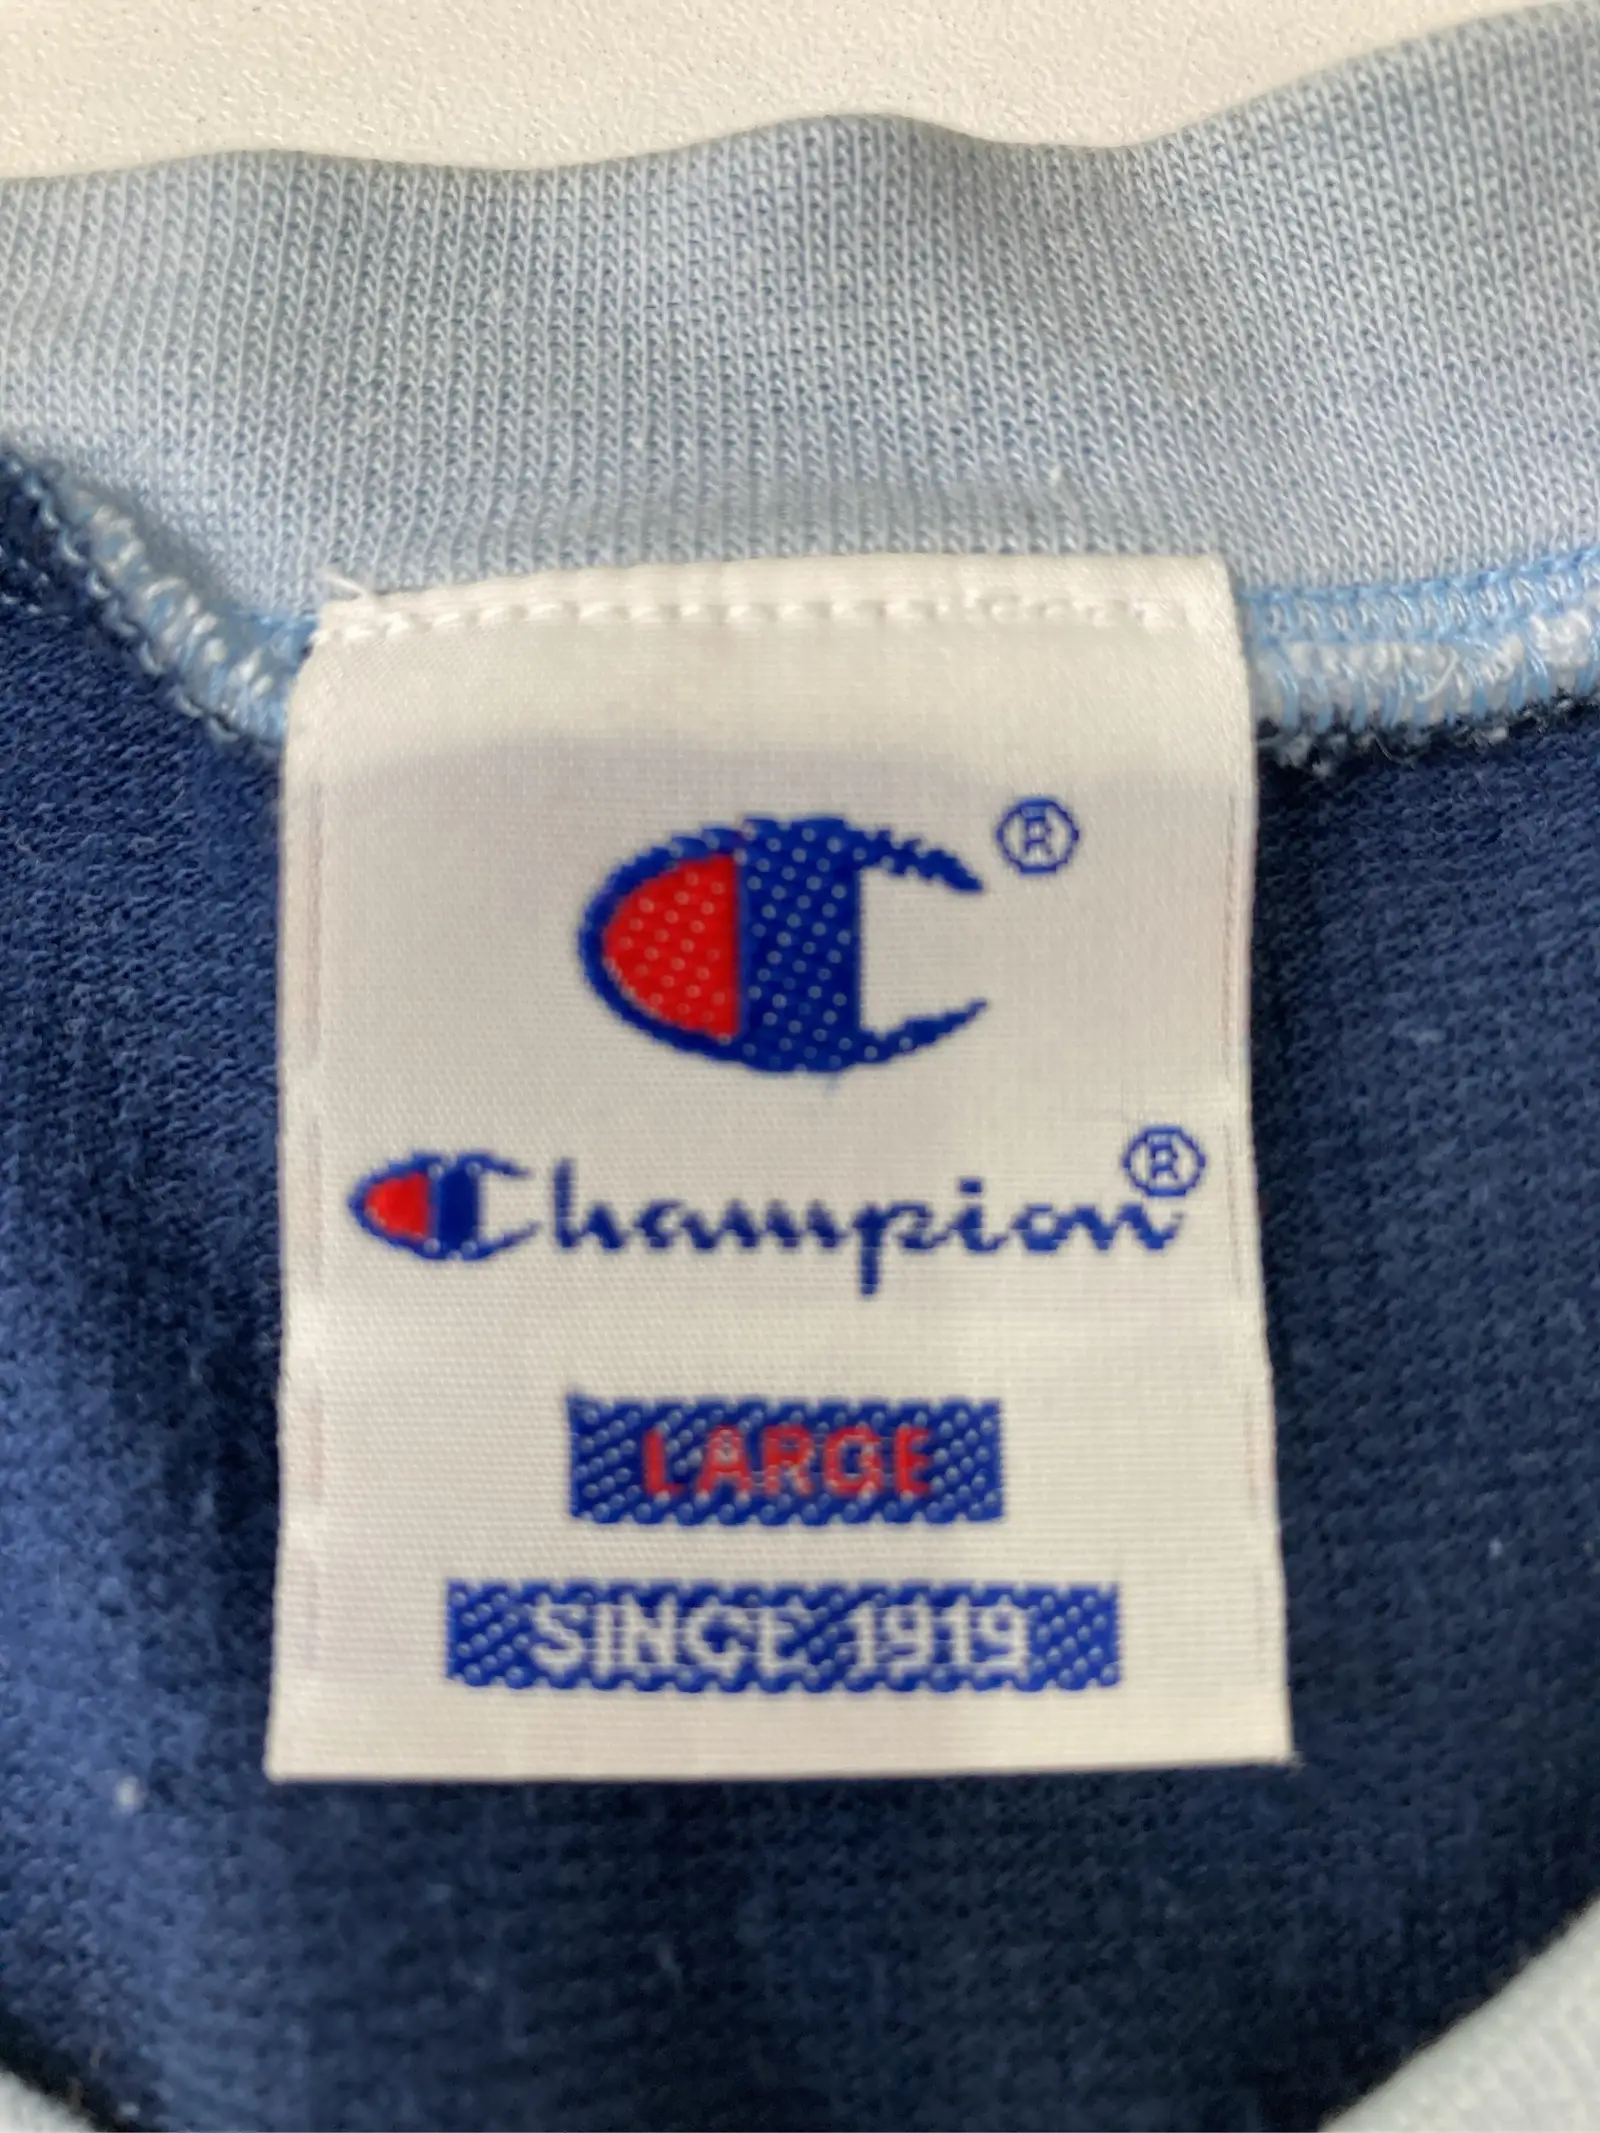 ®
Champion®
LARGE
SINCE 1919